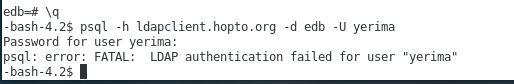 edb=# \q
-bash-4.2$ psql -h ldapclient.hopto.org -d edb -U yerima
Password for user yerima:
psql: error: FATAL:  LDAP authentication failed for user "yerima"
-bash-4.2$